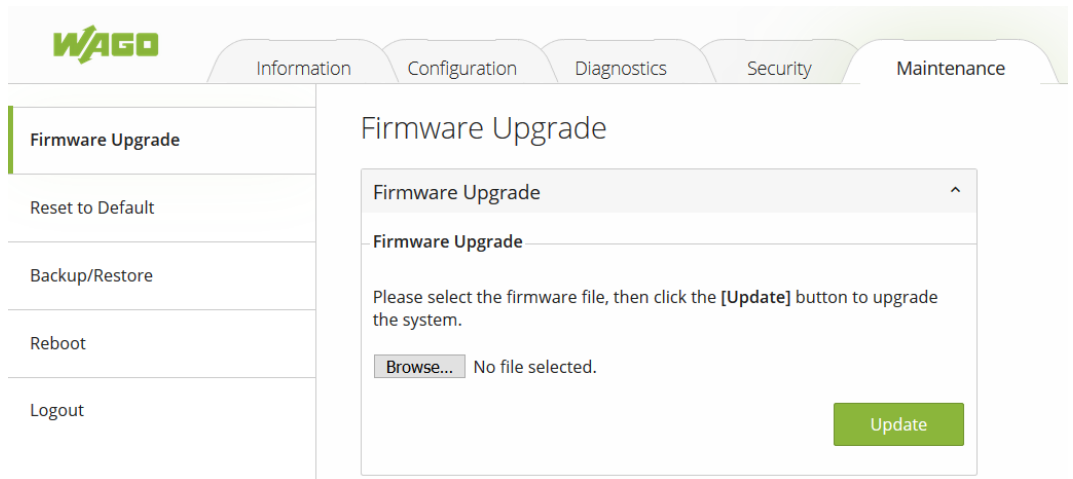 WAGO
Information Configuration Diagnostics Security Maintenance
Firmware Upgrade
Reset to Default
Backup/Restore
Reboot
Logout
Firmware Upgrade
Firmware Upgrade
Firmware Upgrade
Please select the firmware file, then click the [Update] button to upgrade
the system.
Browse... No file selected.
Update